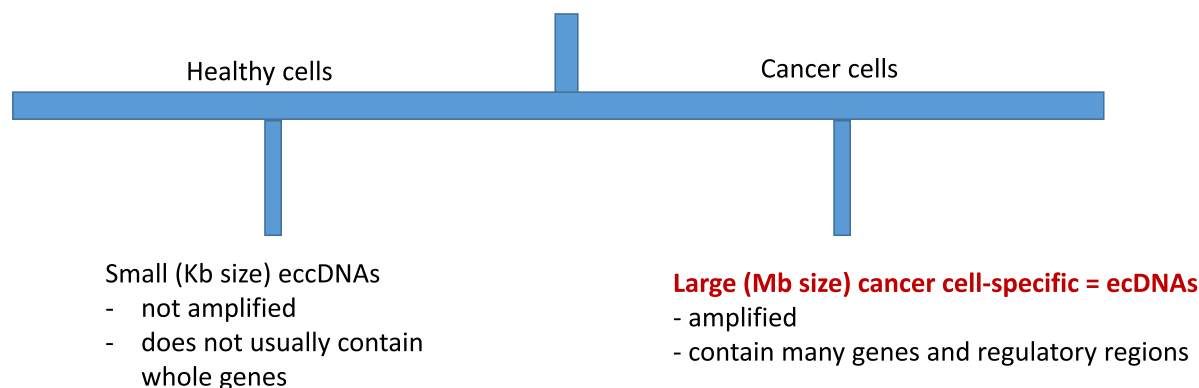 Healthy cells
Cancer cells
Small (Kb size) eccDNAs
- not amplified
- does not usually contain
whole genes
Large (Mb size) cancer cell-specific = ecDNAs
- amplified
- contain many genes and regulatory regions